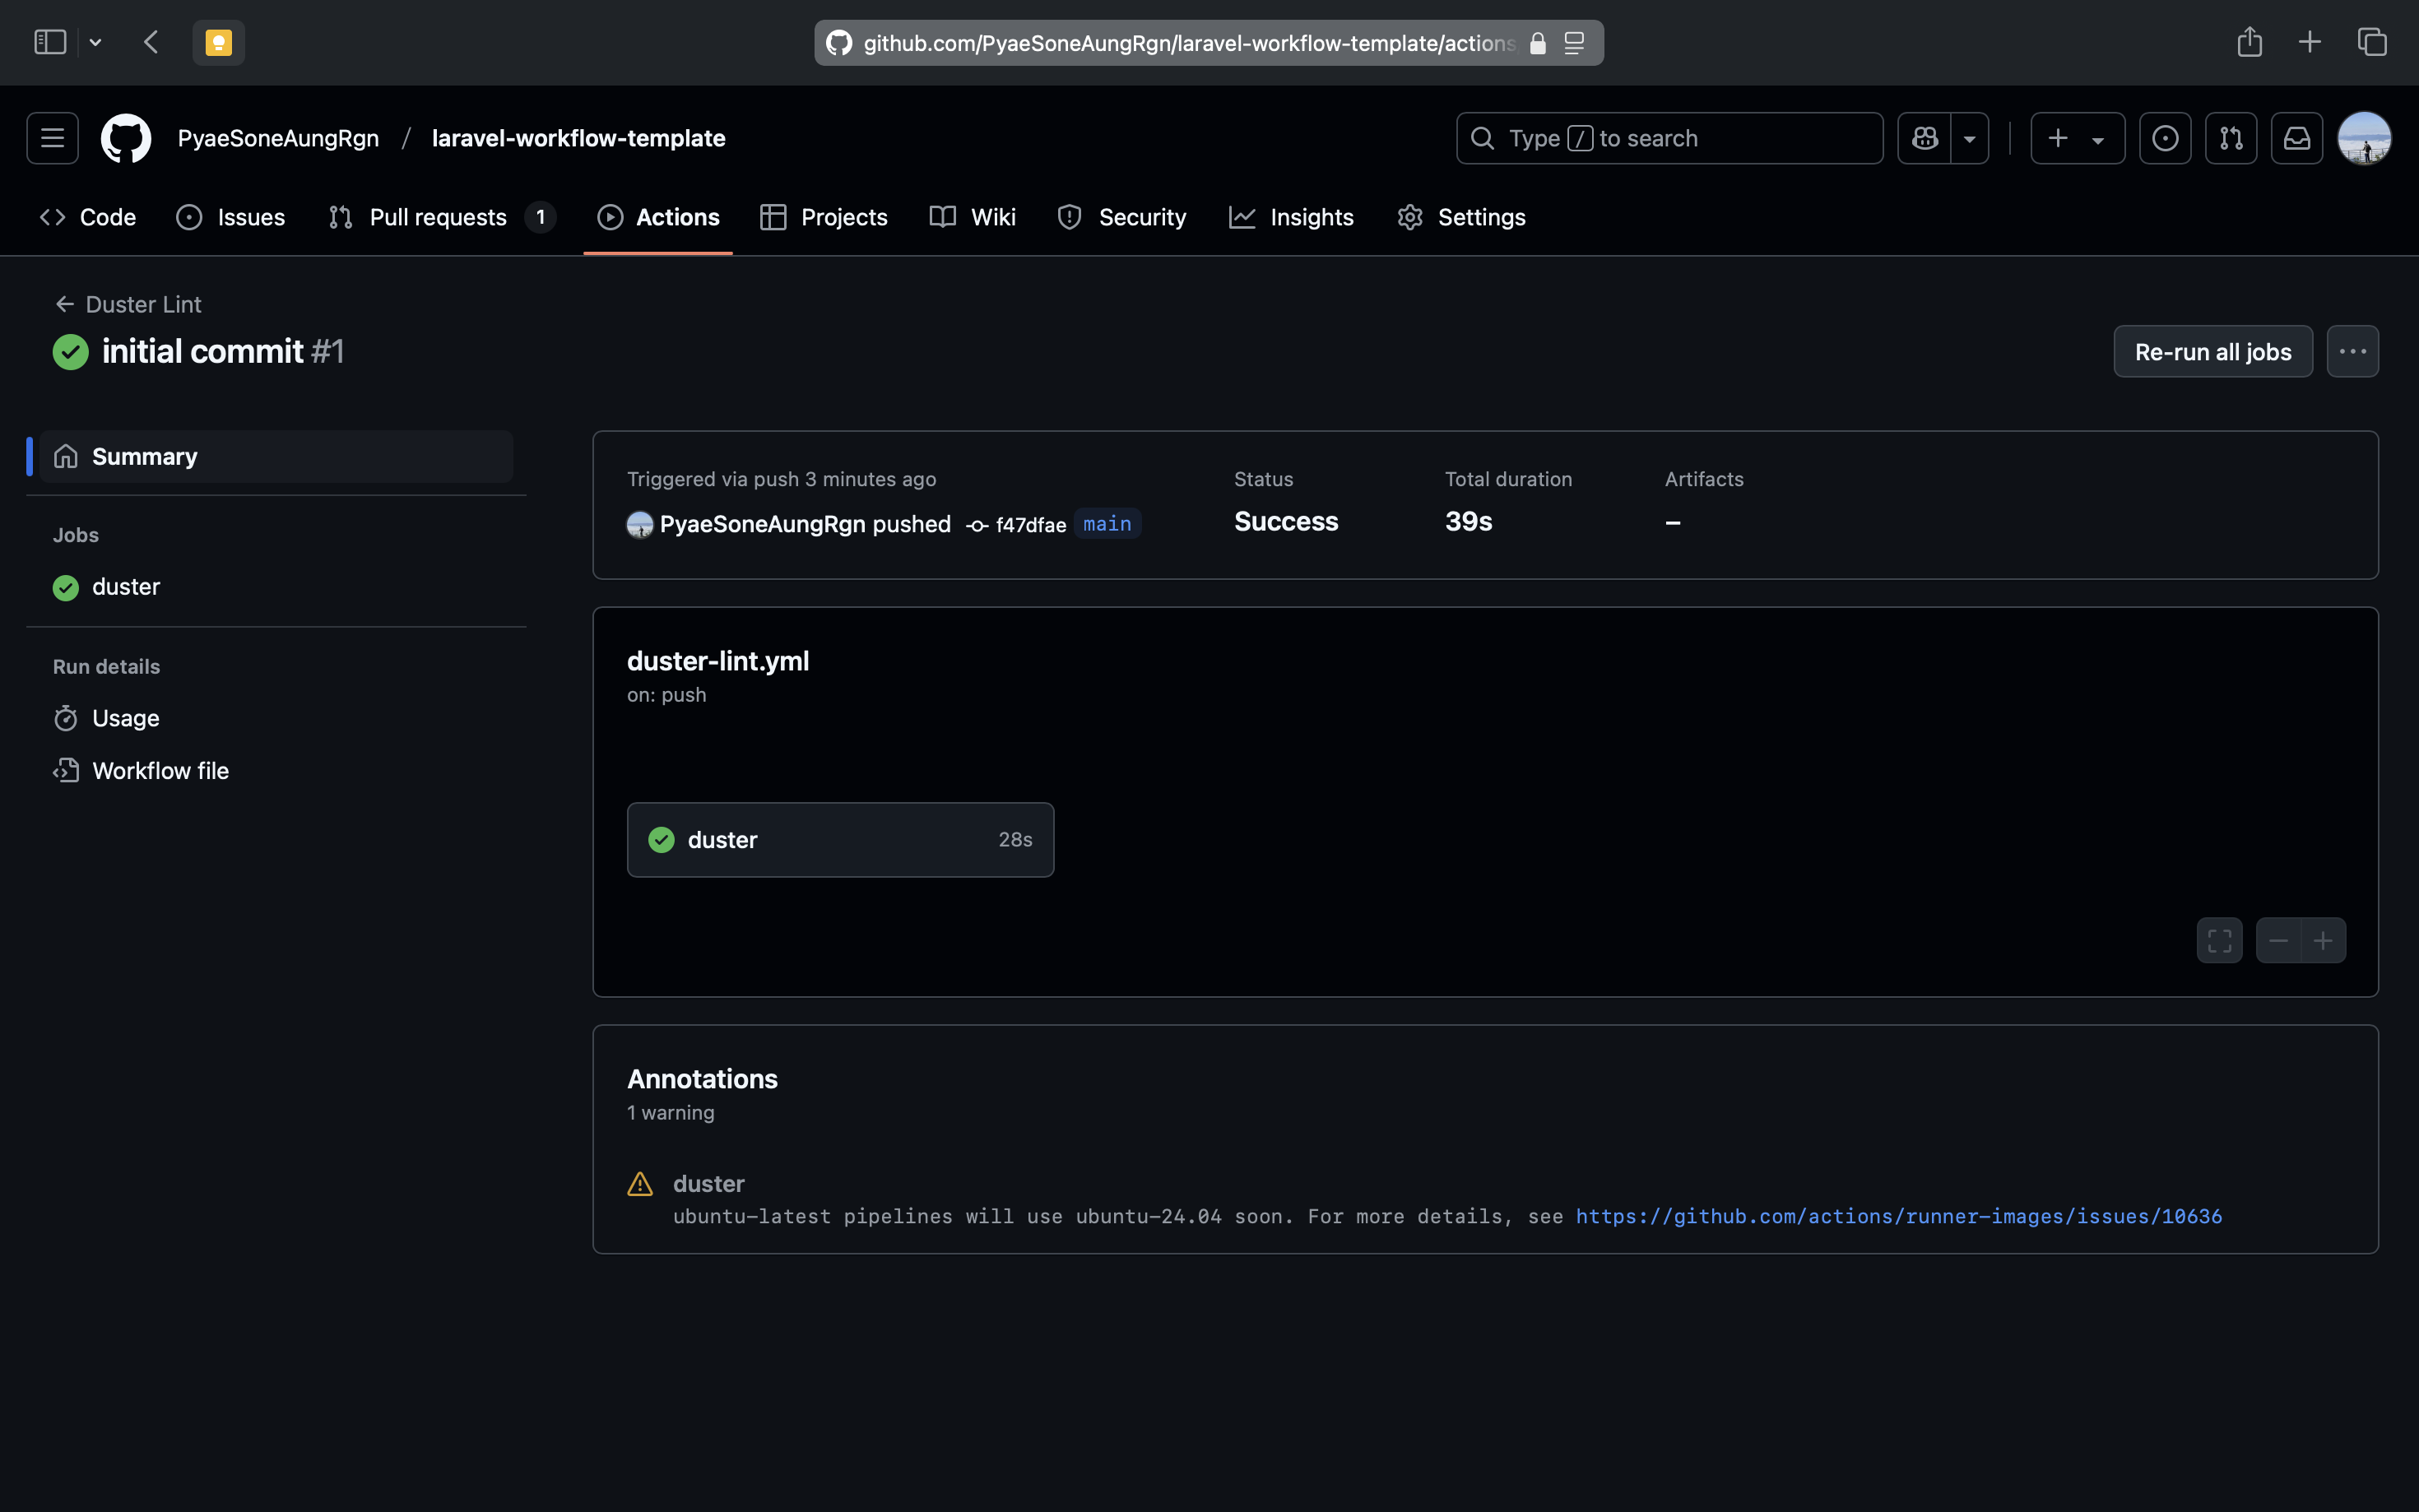 github.com/PyaeSoneAungRgn/laravel-workflow-template/actions
PyaeSoneAungRgn / laravel-workflow-template
Type / to search
Code
Issues
Pull requests 1
Actions
Projects
Wiki
Security
Insights
Settings
← Duster Lint
initial commit #1
Re-run all jobs
Summary
Jobs
duster
Run details
Usage
Workflow file
Triggered via push 3 minutes ago
PyaeSoneAungRgn pushed f47dfae main
Status
Success
Total duration
39s
Artifacts
–
duster-lint.yml
on: push
duster 28s
Annotations
1 warning
duster
ubuntu-latest pipelines will use ubuntu-24.04 soon. For more details, see https://github.com/actions/runner-images/issues/10636